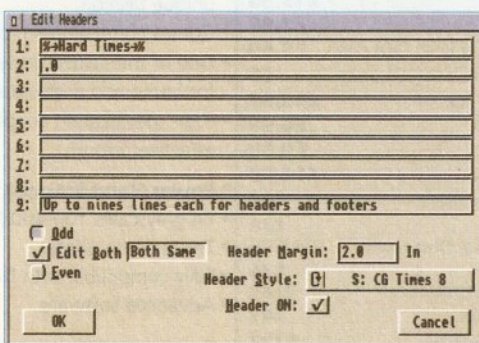 Edit Headers
1: %→Hard Times→%
2: .0
3:
4:
5:
6:
7:
8:
9: Up to nines lines each for headers and footers
Odd
Edit Both Both Same Header Margin: 2.0 In
Even
Header Style: S: CG Times 8
Header ON:
OK Cancel